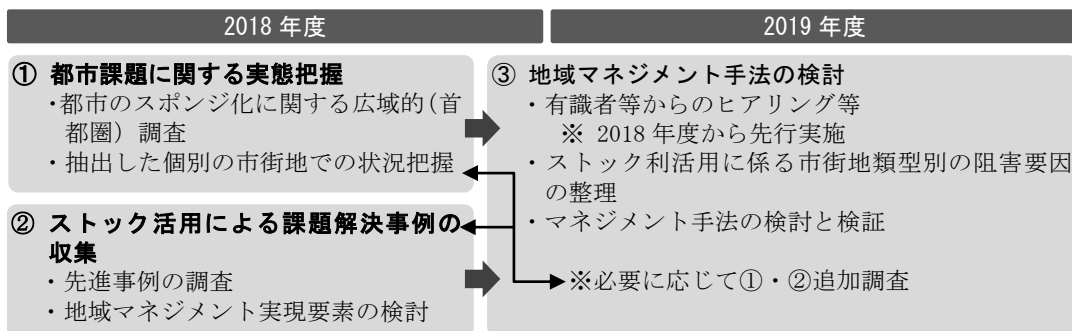 2018 年度
2019 年度
① 都市課題に関する実態把握
・都市のスポンジ化に関する広域的(首
都圏) 調査
・抽出した個別の市街地での状況把握
② ストック活用による課題解決事例の
収集
・先進事例の調査
・地域マネジメント実現要素の検討
③ 地域マネジメント手法の検討
・有識者等からのヒアリング等
※ 2018 年度から先行実施
・ストック利活用に係る市街地類型別の阻害要因
の整理
・マネジメント手法の検討と検証
※必要に応じて①・②追加調査